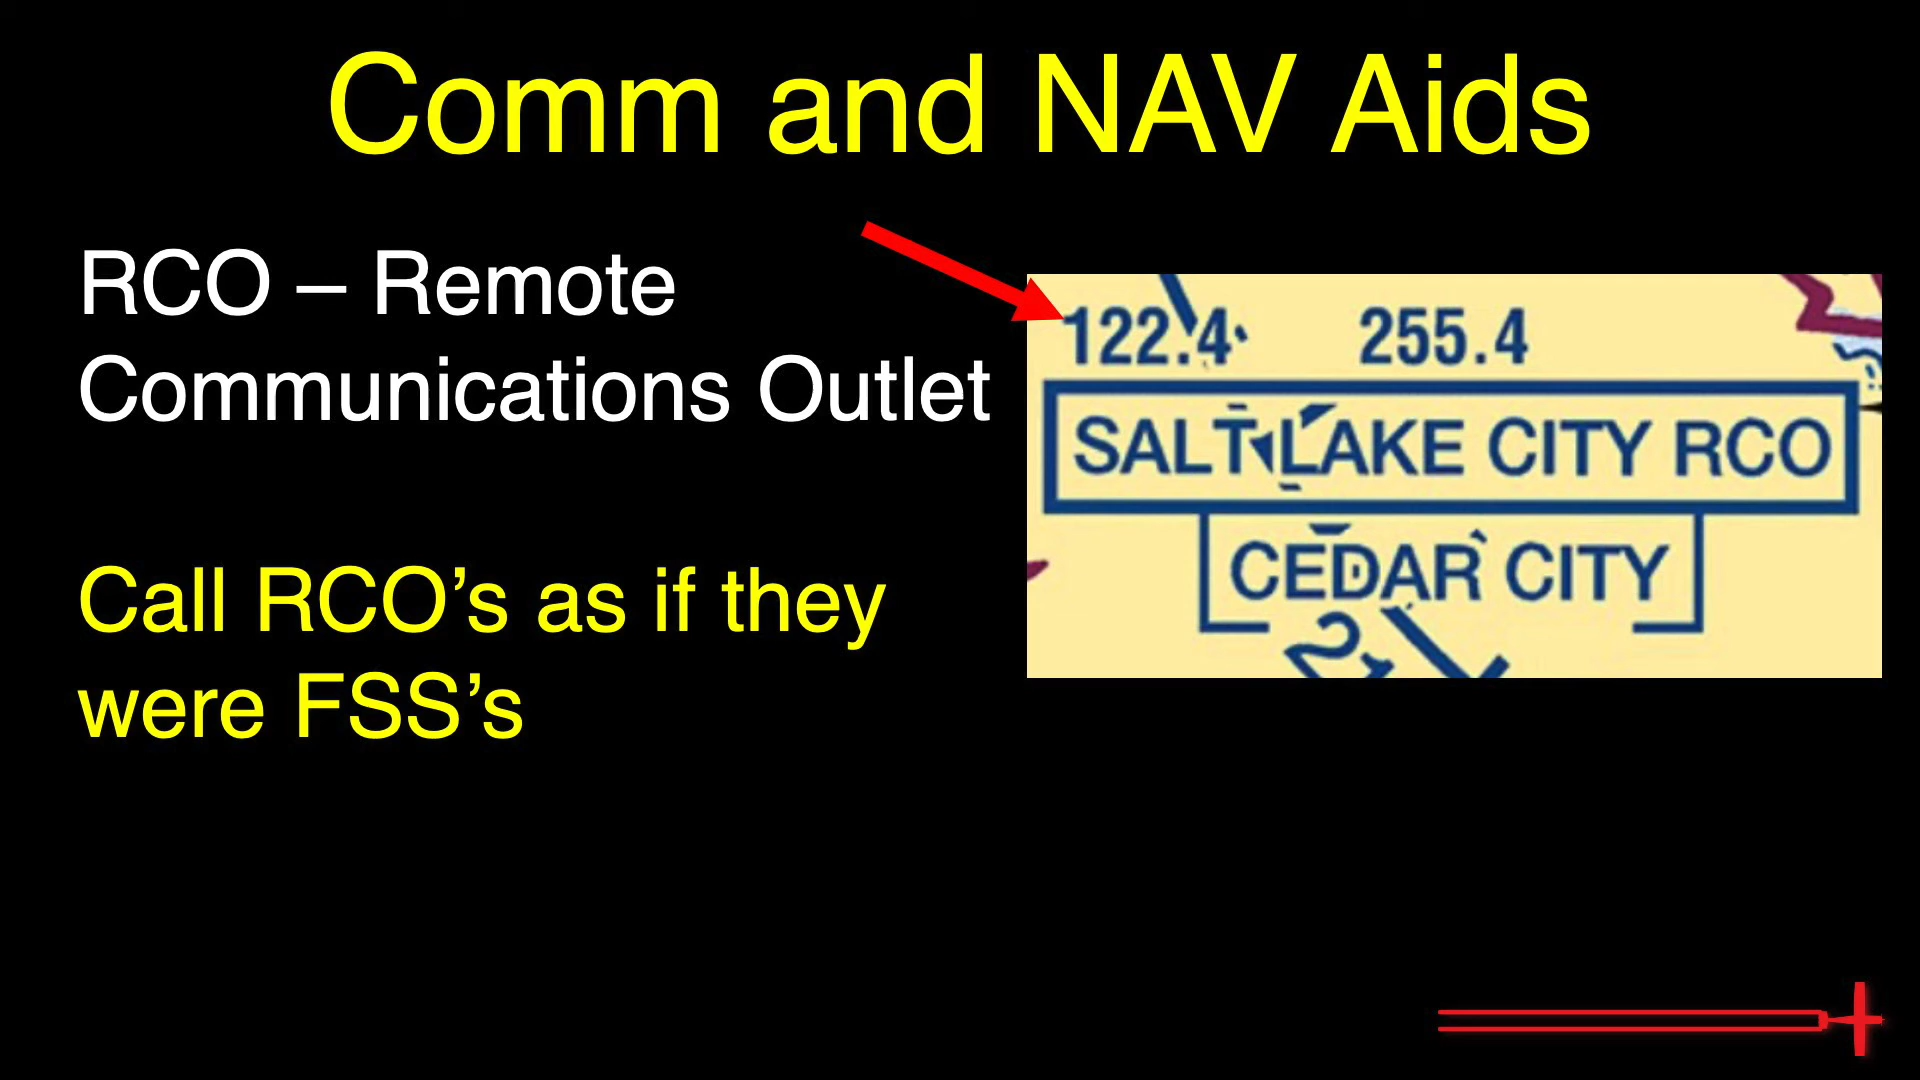 Comm and NAV Aids
RCO – Remote
Communications Outlet
Call RCO’s as if they
were FSS’s
122.4 255.4
SALT LAKE CITY RCO
CEDAR CITY